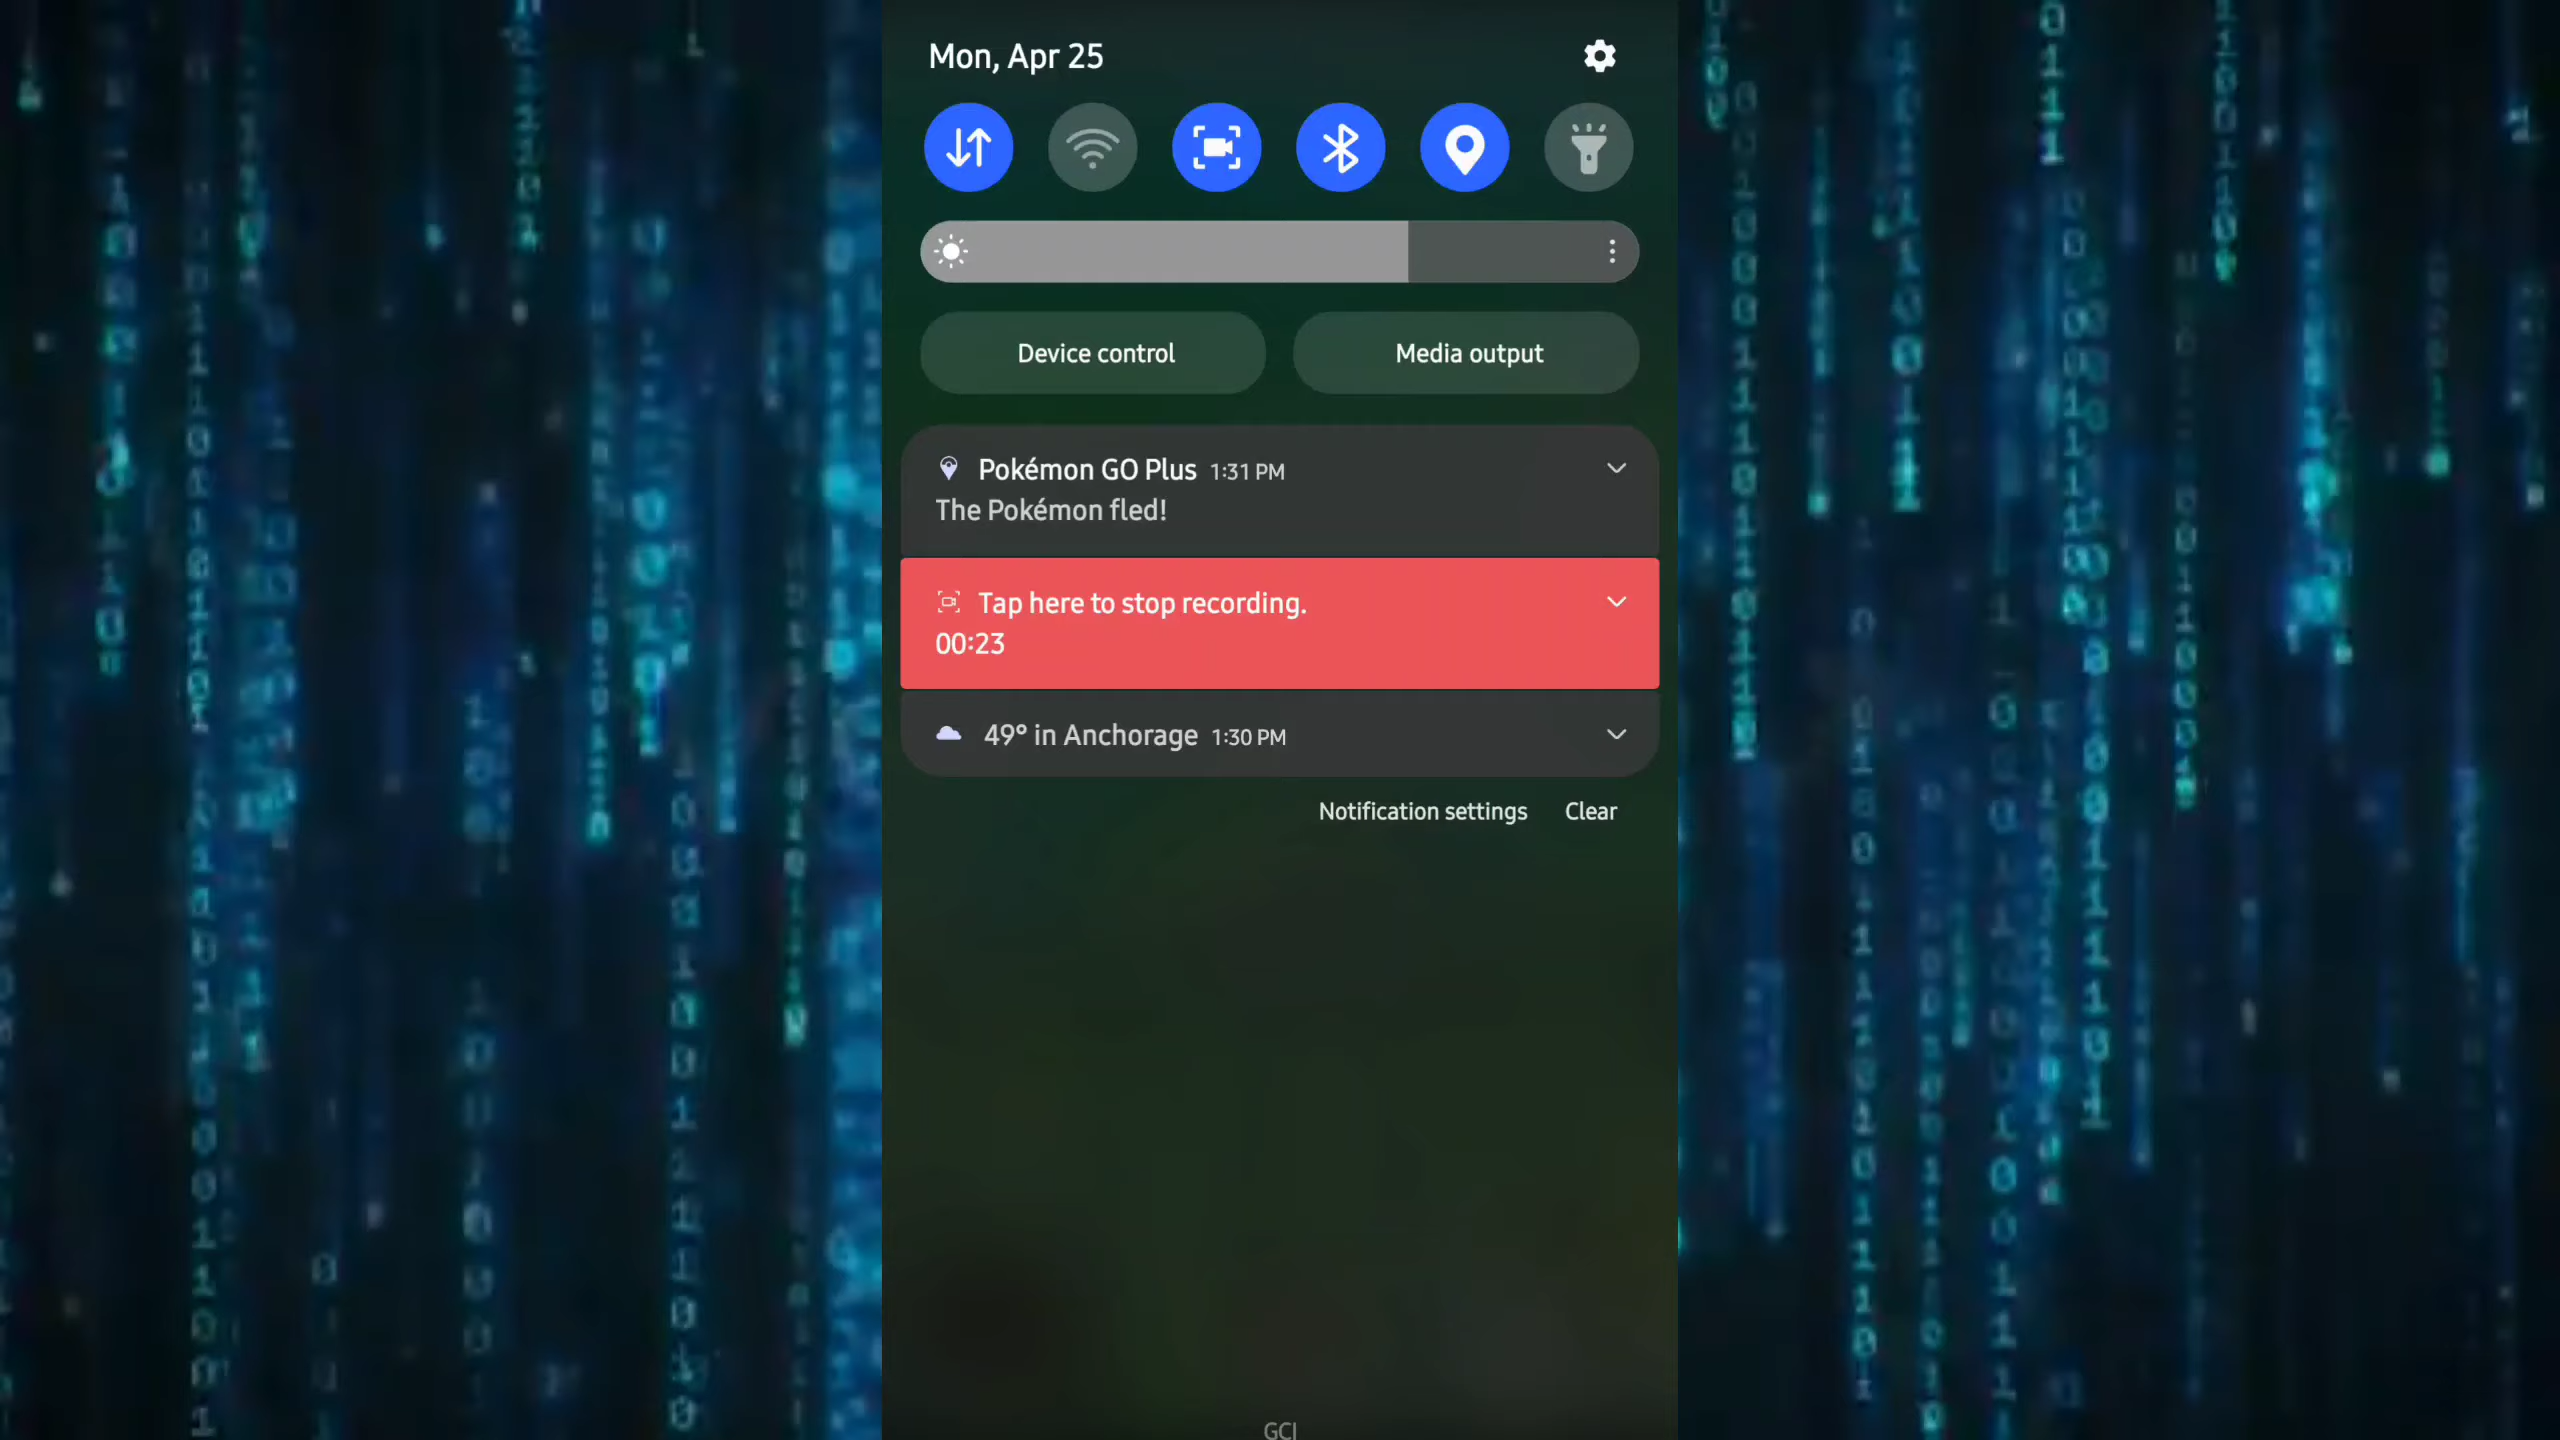 Mon, Apr 25
Device control
Media output
Pokémon GO Plus 1:31 PM
The Pokémon fled!
Tap here to stop recording.
00:23
49° in Anchorage 1:30 PM
Notification settings Clear
GCI